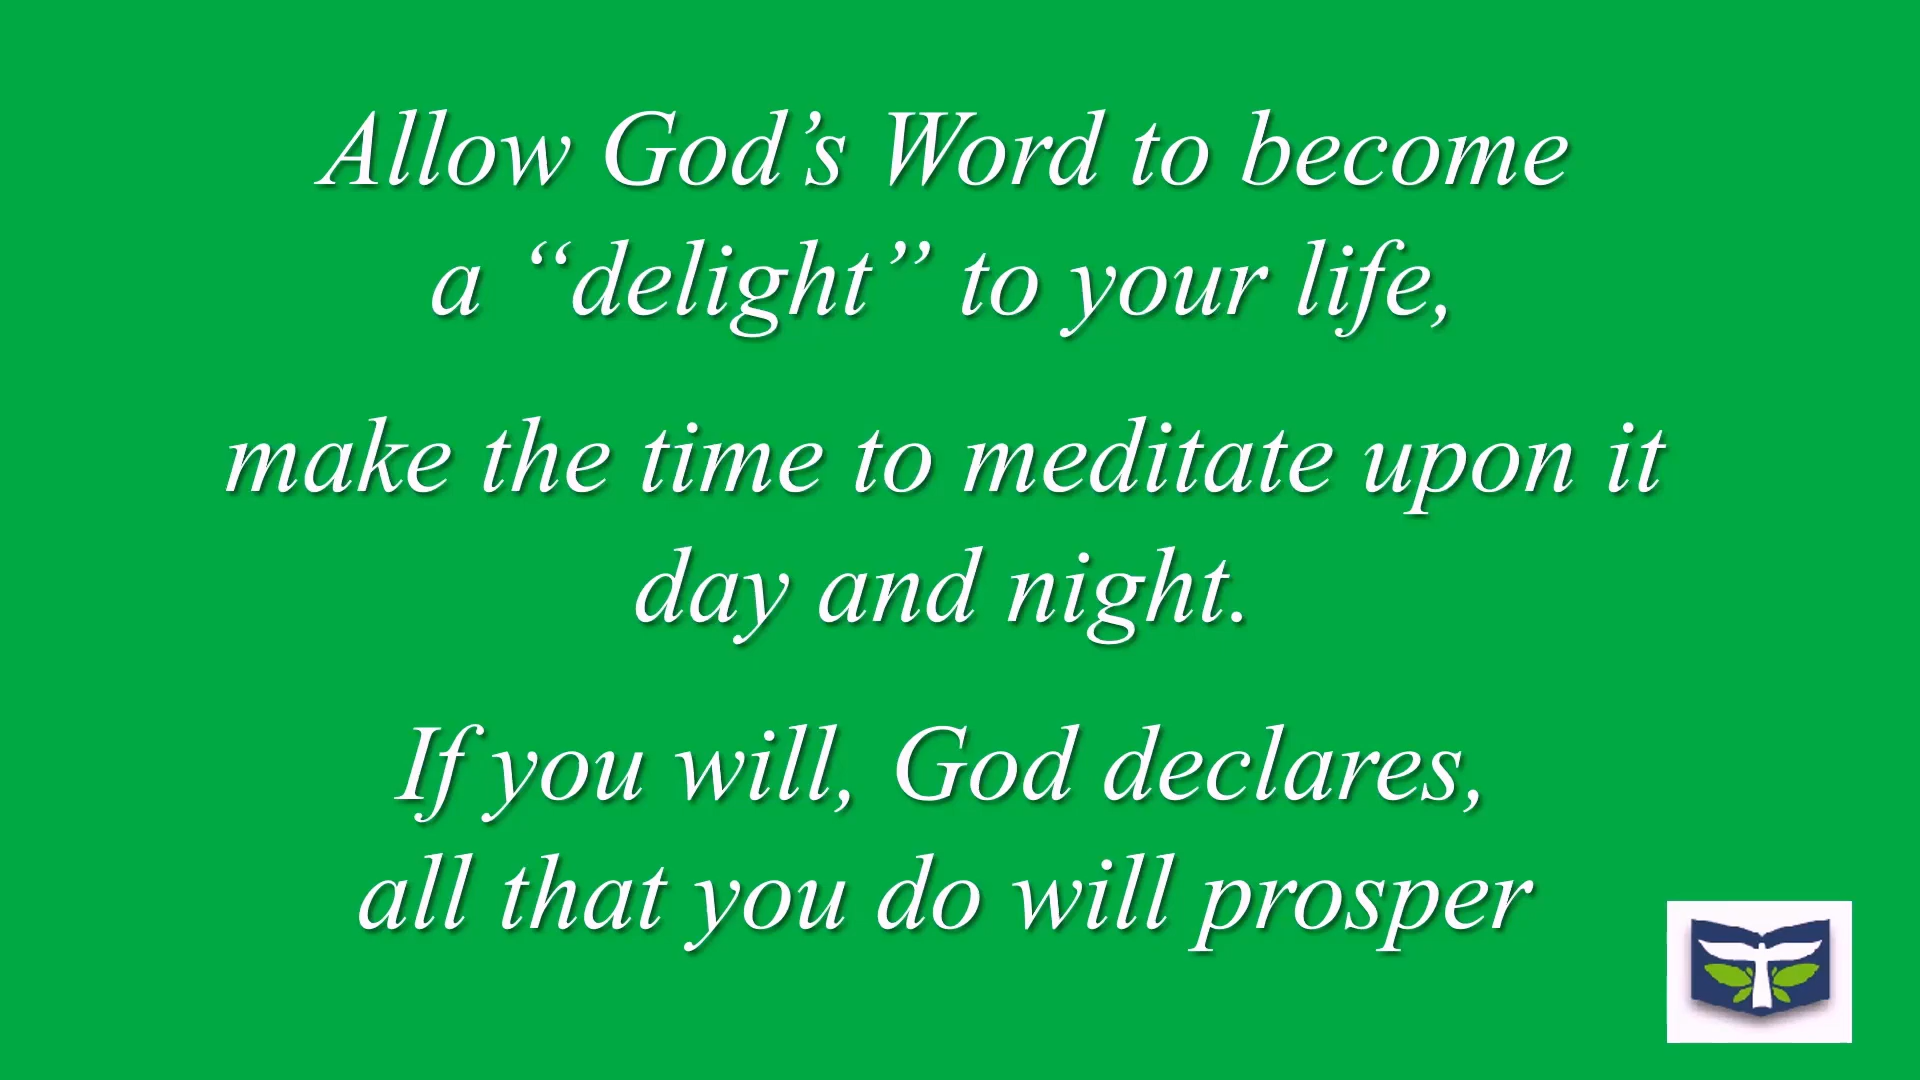 Allow God’s Word to become
a “delight” to your life,
make the time to meditate upon it
day and night.
If you will, God declares,
all that you do will prosper